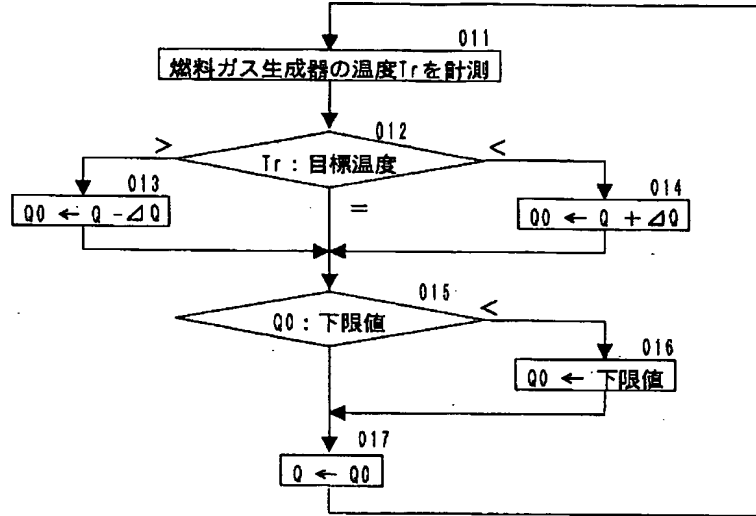 011
燃料ガス生成器の温度Trを計測
012
> Tr:目標温度 <
013
Q0 ← Q - ⊿Q
=
014
Q0 ← Q + ⊿Q
015
Q0:下限値 <
016
Q0 ← 下限値
017
Q ← Q0